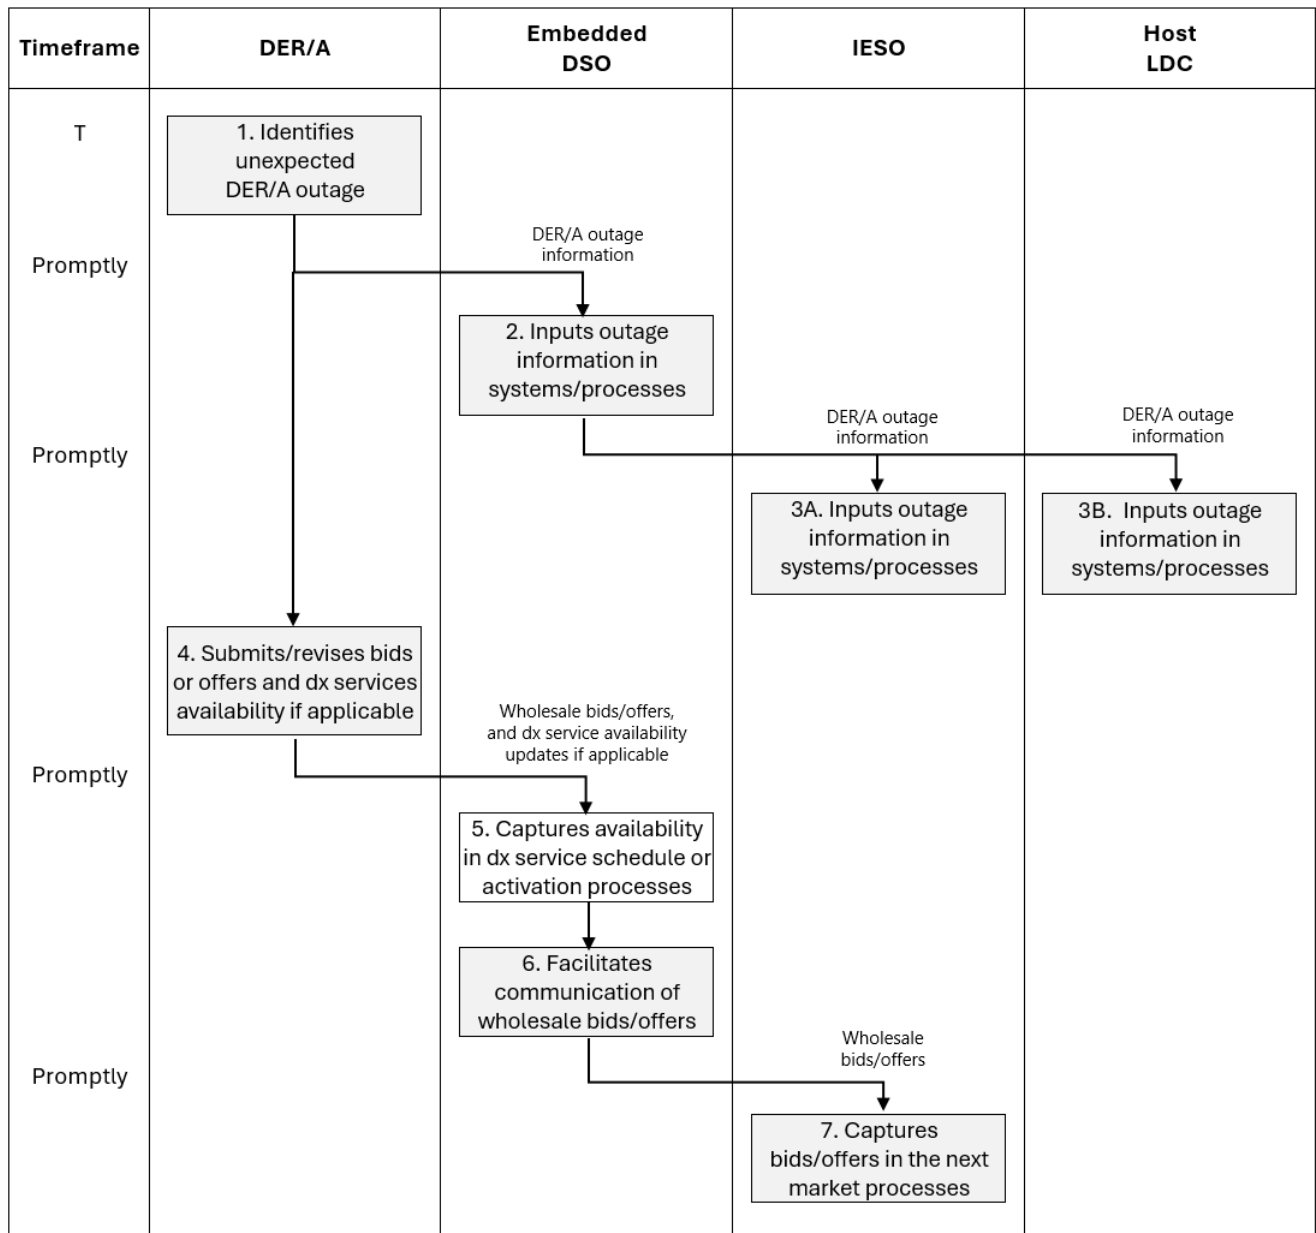 Timeframe
DER/A
Embedded
DSO
IESO
Host
LDC
T
1. Identifies
unexpected
DER/A outage
Promptly
DER/A outage
information
2. Inputs outage
information in
systems/processes
Promptly
DER/A outage
information
DER/A outage
information
3A. Inputs outage
information in
systems/processes
3B.  Inputs outage
information in
systems/processes
4. Submits/revises bids
or offers and dx services
availability if applicable
Wholesale bids/offers,
and dx service availability
updates if applicable
Promptly
5. Captures availability
in dx service schedule or
activation processes
6. Facilitates
communication of
wholesale bids/offers
Wholesale
bids/offers
Promptly
7. Captures
bids/offers in the next
market processes